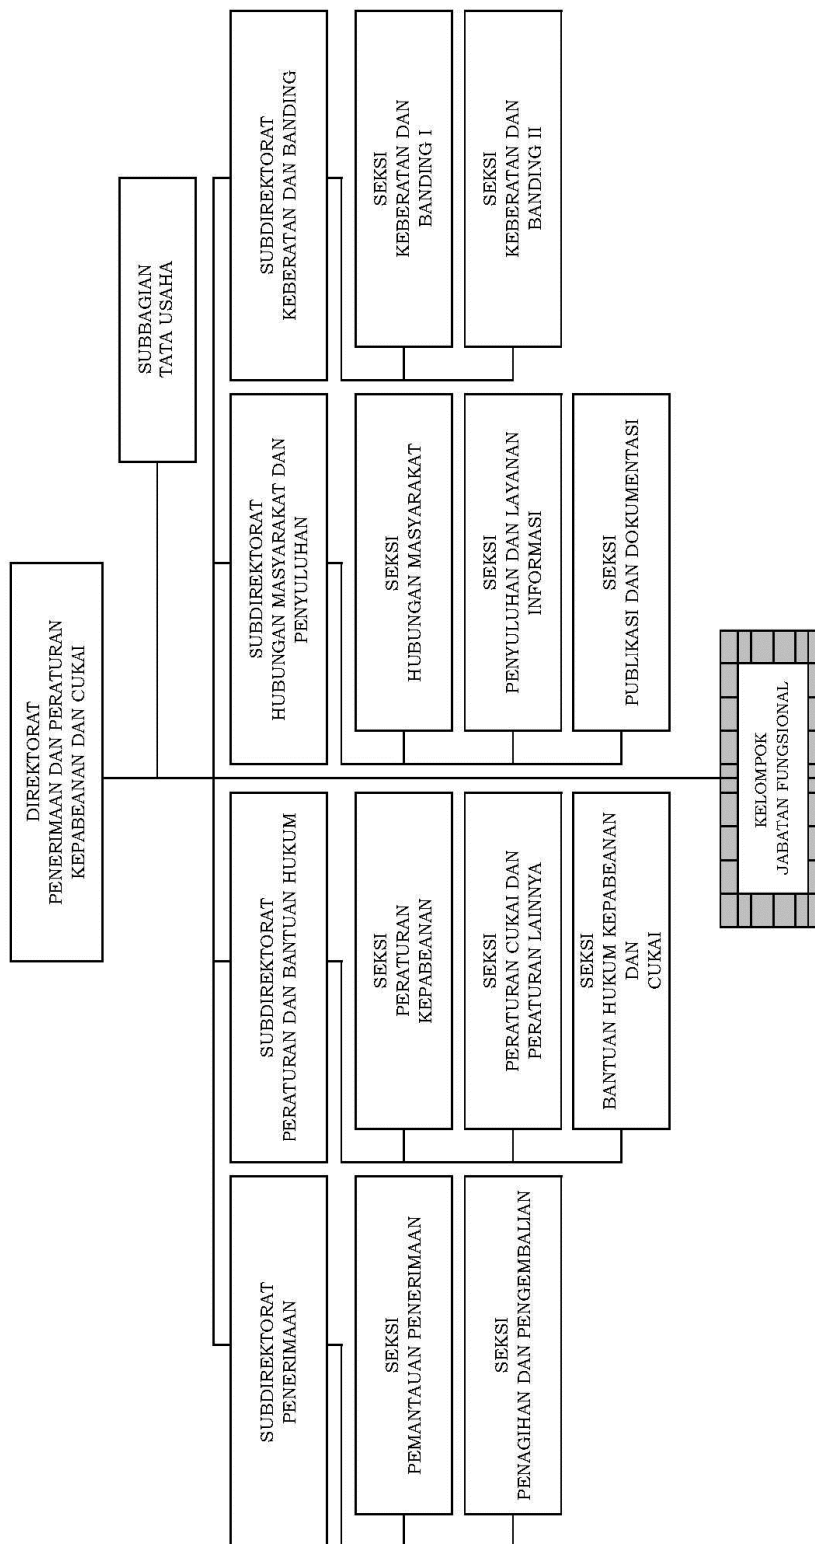 DIREKTORAT
PENERIMAAN DAN PERATURAN
KEPABEANAN DAN CUKAI
SUBBAGIAN
TATA USAHA
SUBDIREKTORAT
PENERIMAAN
SUBDIREKTORAT
PERATURAN DAN BANTUAN HUKUM
SUBDIREKTORAT
HUBUNGAN MASYARAKAT DAN
PENYULUHAN
SUBDIREKTORAT
KEBERATAN DAN BANDING
SEKSI
PEMANTAUAN PENERIMAAN
SEKSI
PERATURAN
KEPABEANAN
SEKSI
HUBUNGAN MASYARAKAT
SEKSI
KEBERATAN DAN
BANDING I
SEKSI
PENAGIHAN DAN PENGEMBALIAN
SEKSI
PERATURAN CUKAI DAN
PERATURAN LAINNYA
SEKSI
PENYULUHAN DAN LAYANAN
INFORMASI
SEKSI
KEBERATAN DAN
BANDING II
SEKSI
BANTUAN HUKUM KEPABEANAN
DAN
CUKAI
SEKSI
PUBLIKASI DAN DOKUMENTASI
KELOMPOK
JABATAN FUNGSIONAL